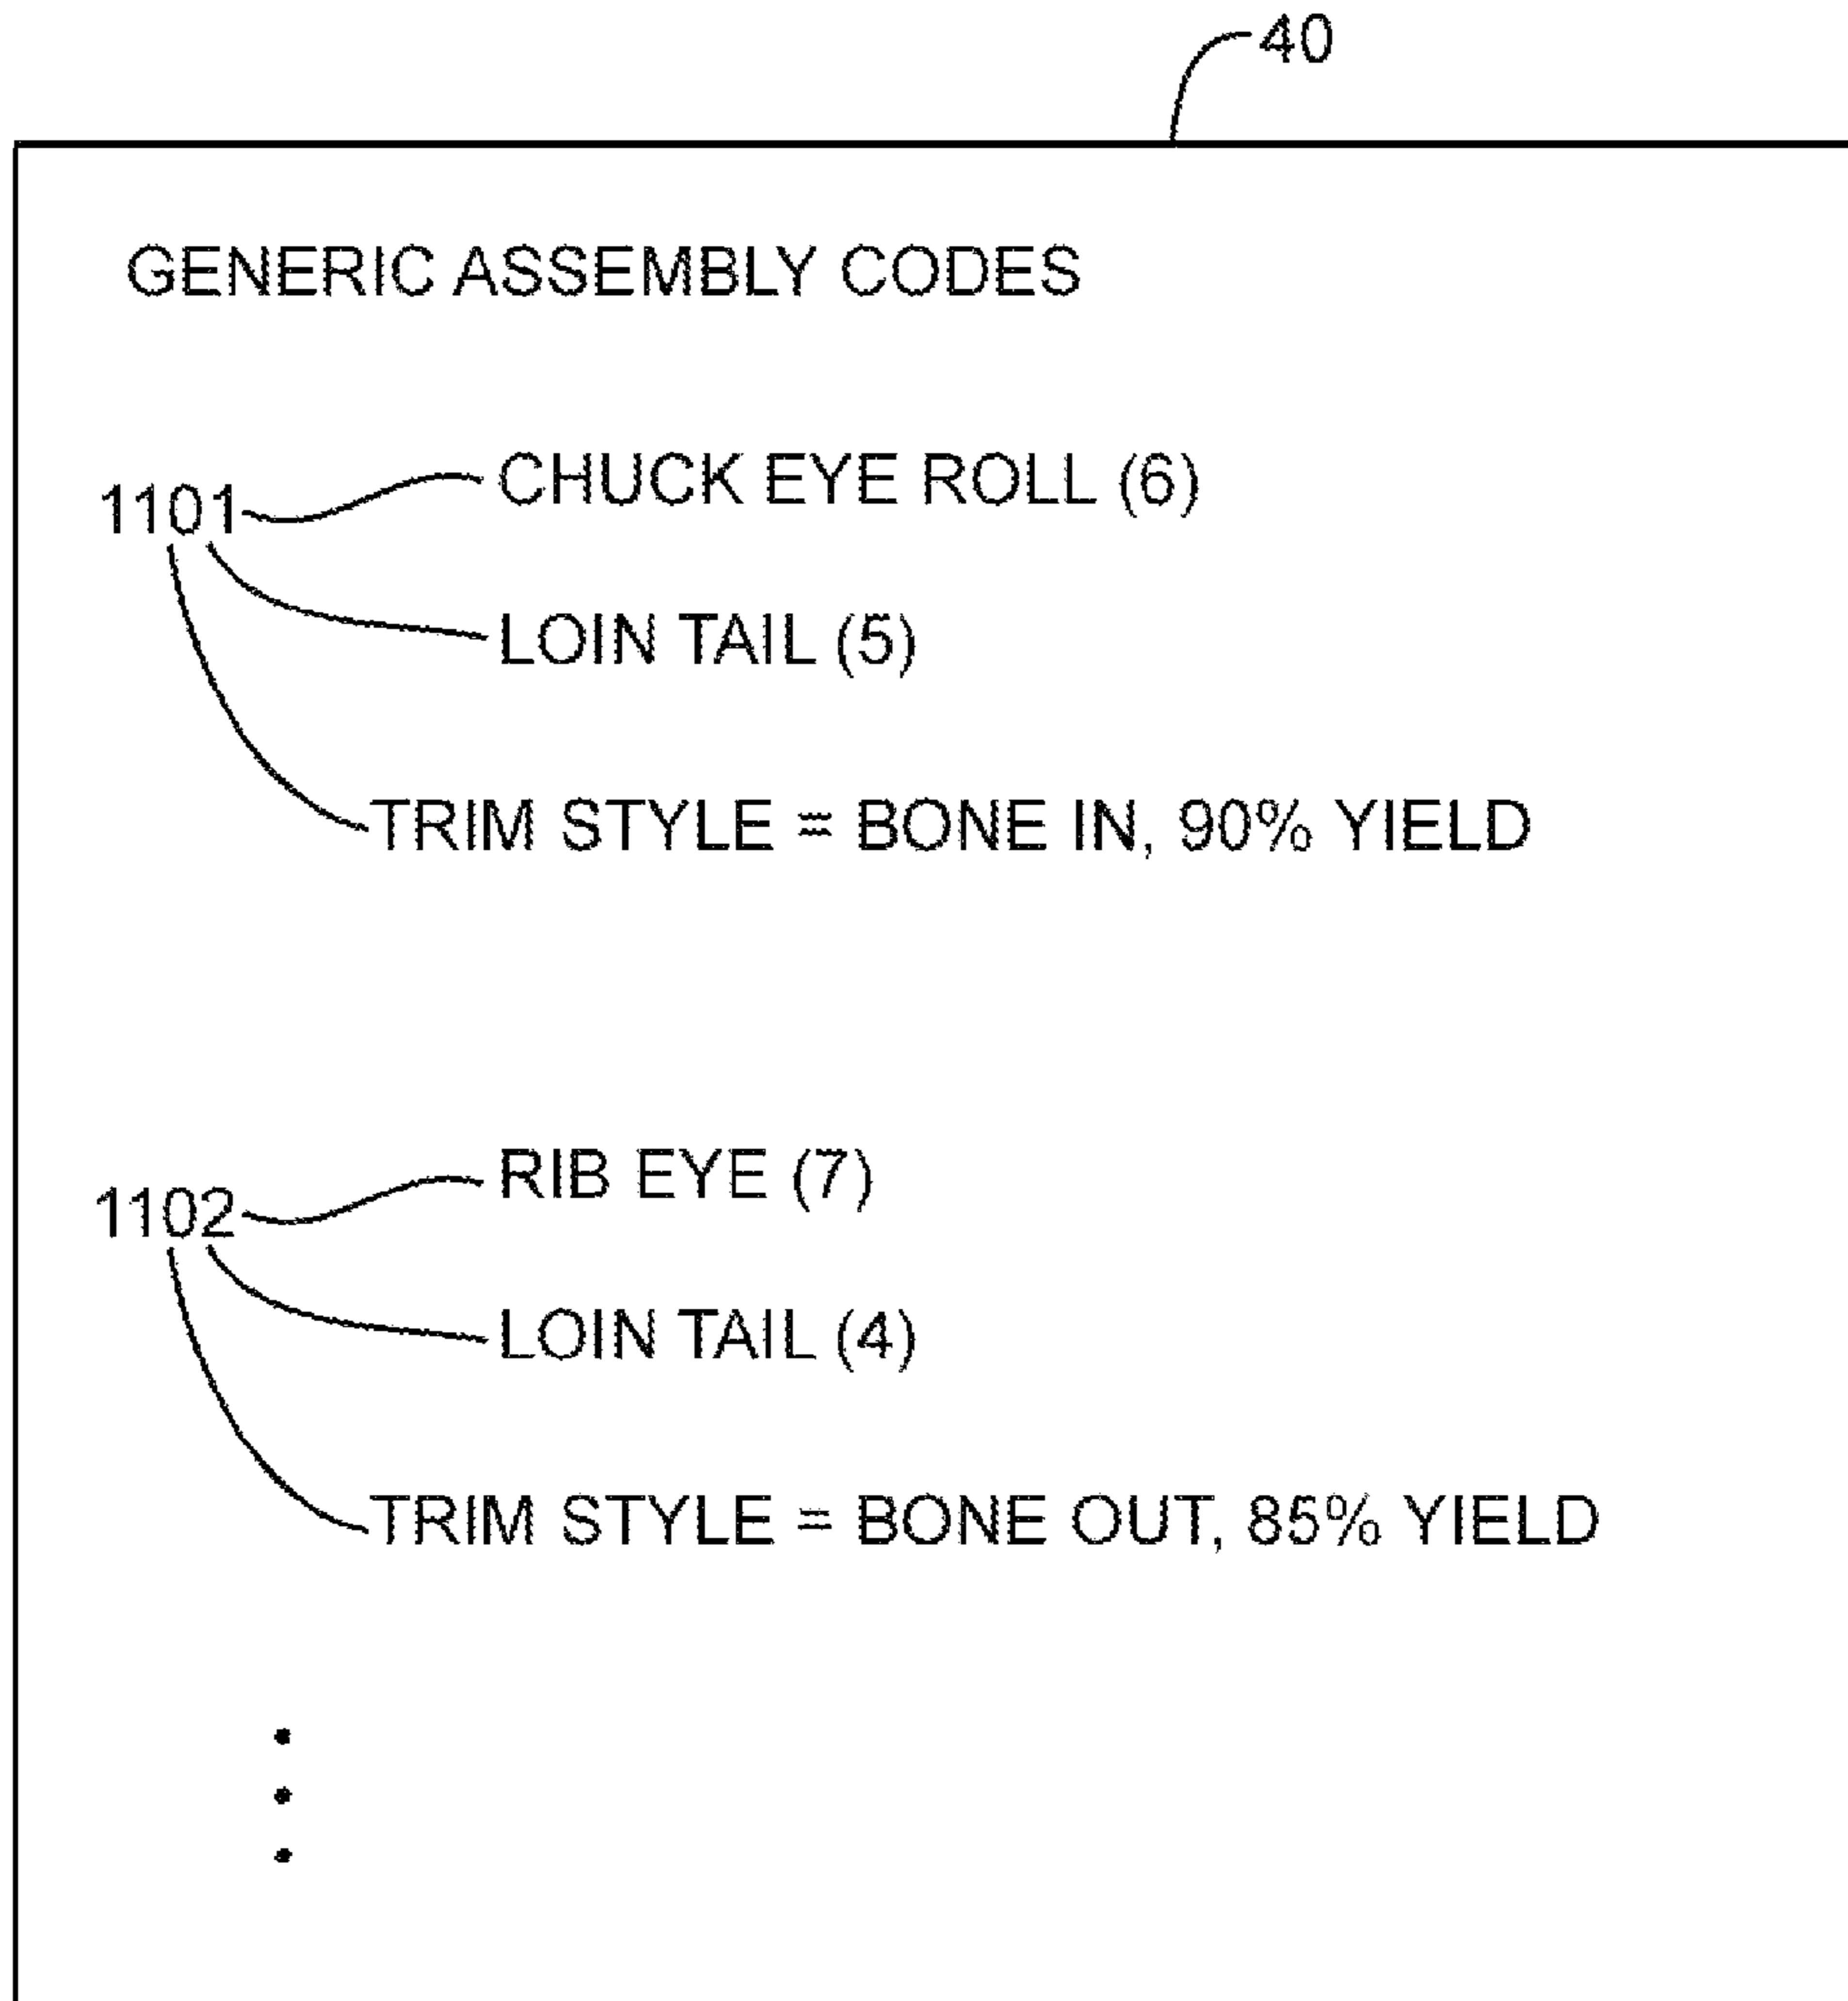 40
GENERIC ASSEMBLY CODES
CHUCK EYE ROLL (6)
1101
LOIN TAIL (5)
TRIM STYLE = BONE IN, 90% YIELD
RIB EYE (7)
1102
LOIN TAIL (4)
TRIM STYLE = BONE OUT, 85% YIELD